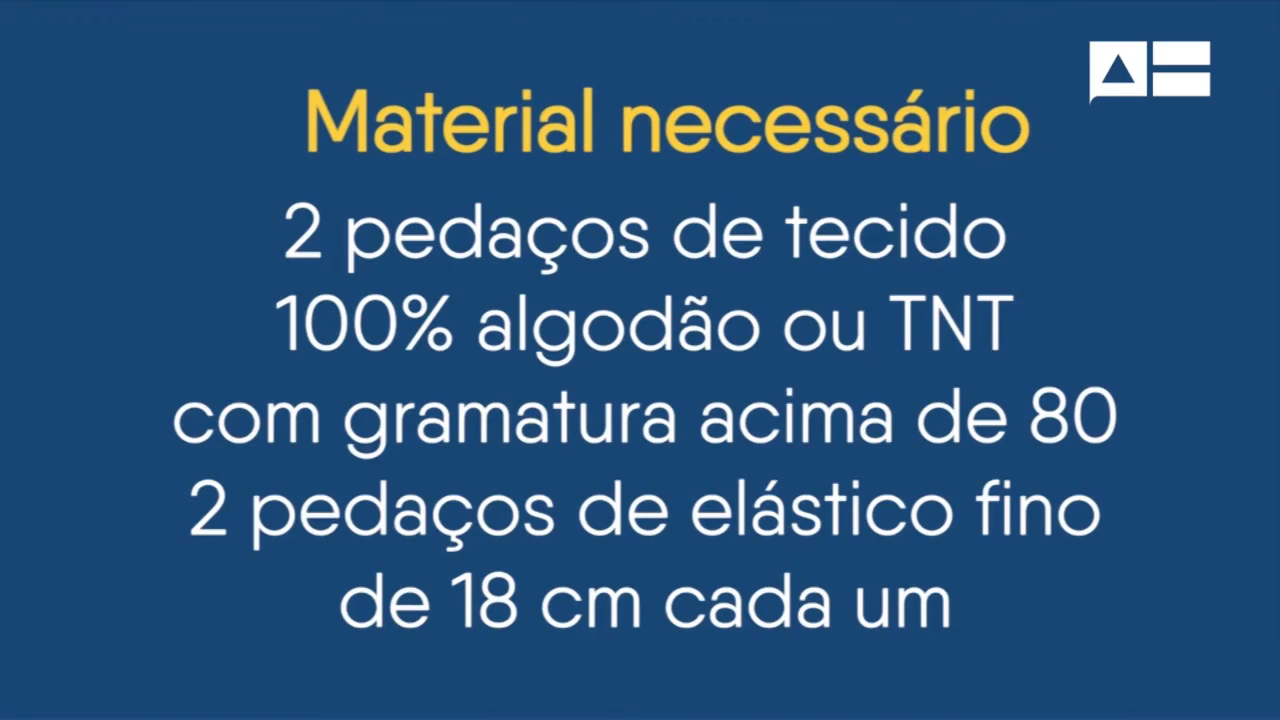 Material necessário
2 pedaços de tecido
100% algodão ou TNT
com gramatura acima de 80
2 pedaços de elástico fino
de 18 cm cada um